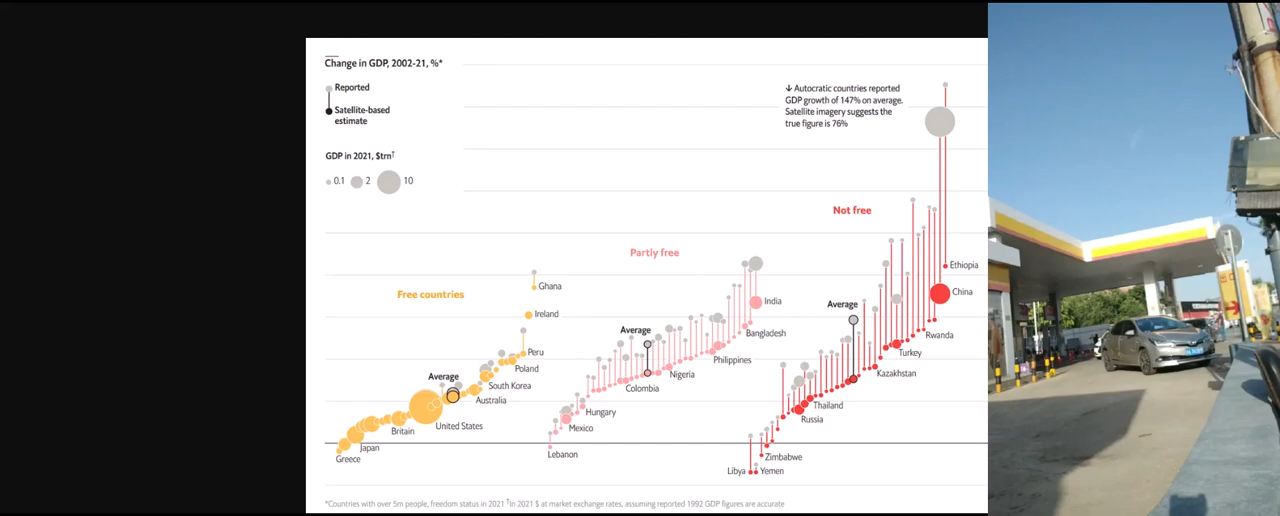 Change in GDP, 2002-21, %*
Reported
Satellite-based
estimate
GDP in 2021, $trn†
0.1
2
10
↓ Autocratic countries reported
GDP growth of 147% on average.
Satellite imagery suggests the
true figure is 76%
Free countries
Ghana
Ireland
Peru
Poland
Average
South Korea
Australia
United States
Britain
Japan
Greece
Partly free
India
Bangladesh
Average
Philippines
Nigeria
Colombia
Hungary
Mexico
Lebanon
Not free
Ethiopia
China
Average
Rwanda
Turkey
Kazakhstan
Thailand
Russia
Zimbabwe
Libya
Yemen
*Countries with over 5m people, freedom status in 2021 †In 2021 $ at market exchange rates, assuming reported 1992 GDP figures are accurate